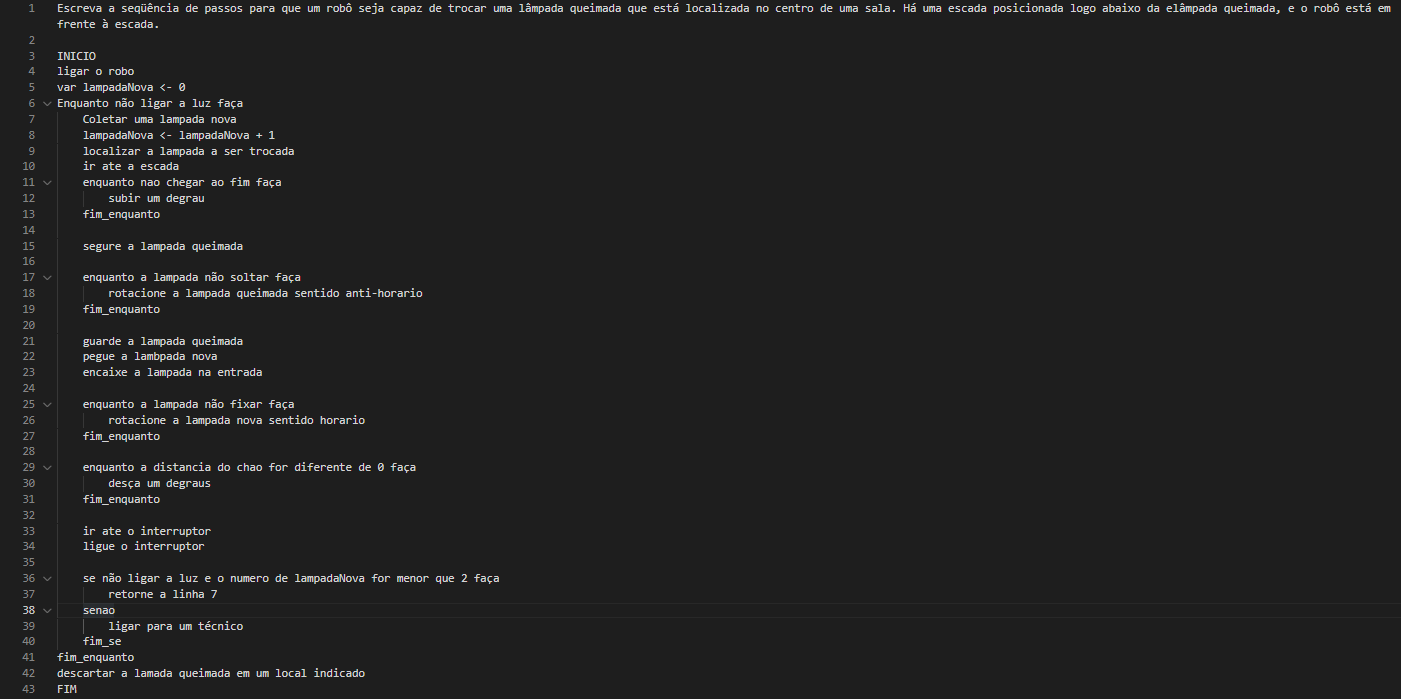 1 Escreva a seqüência de passos para que um robô seja capaz de trocar uma lâmpada queimada que está localizada no centro de uma sala. Há uma escada posicionada logo abaixo da elâmpada queimada, e o robô está em
frente à escada.
2
3 INICIO
4 ligar o robo
5 var lampadaNova <- 0
6 Enquanto não ligar a luz faça
7 Coletar uma lampada nova
8 lampadaNova <- lampadaNova + 1
9 localizar a lampada a ser trocada
10 ir ate a escada
11 enquanto nao chegar ao fim faça
12 subir um degrau
13 fim_enquanto
14
15 segure a lampada queimada
16
17 enquanto a lampada não soltar faça
18 rotacione a lampada queimada sentido anti-horario
19 fim_enquanto
20
21 guarde a lampada queimada
22 pegue a lambpada nova
23 encaixe a lampada na entrada
24
25 enquanto a lampada não fixar faça
26 rotacione a lampada nova sentido horario
27 fim_enquanto
28
29 enquanto a distancia do chao for diferente de 0 faça
30 desça um degraus
31 fim_enquanto
32
33 ir ate o interruptor
34 ligue o interruptor
35
36 se não ligar a luz e o numero de lampadaNova for menor que 2 faça
37 retorne a linha 7
38 senao
39 ligar para um técnico
40 fim_se
41 fim_enquanto
42 descartar a lamada queimada em um local indicado
43 FIM